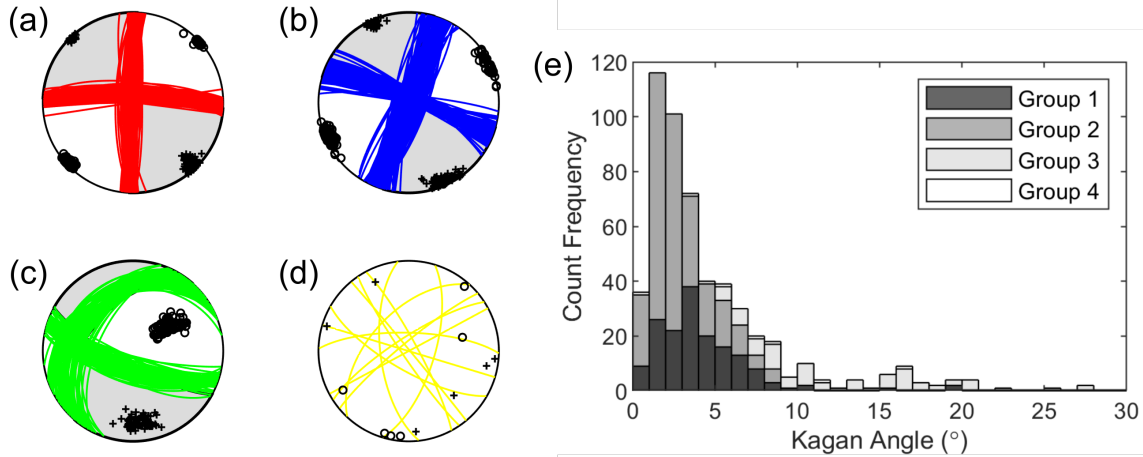 (a)
(b)
(c)
(d)
(e)
120
100
80
60
40
20
0
Count Frequency
Group 1
Group 2
Group 3
Group 4
0 5 10 15 20 25 30
Kagan Angle (°)